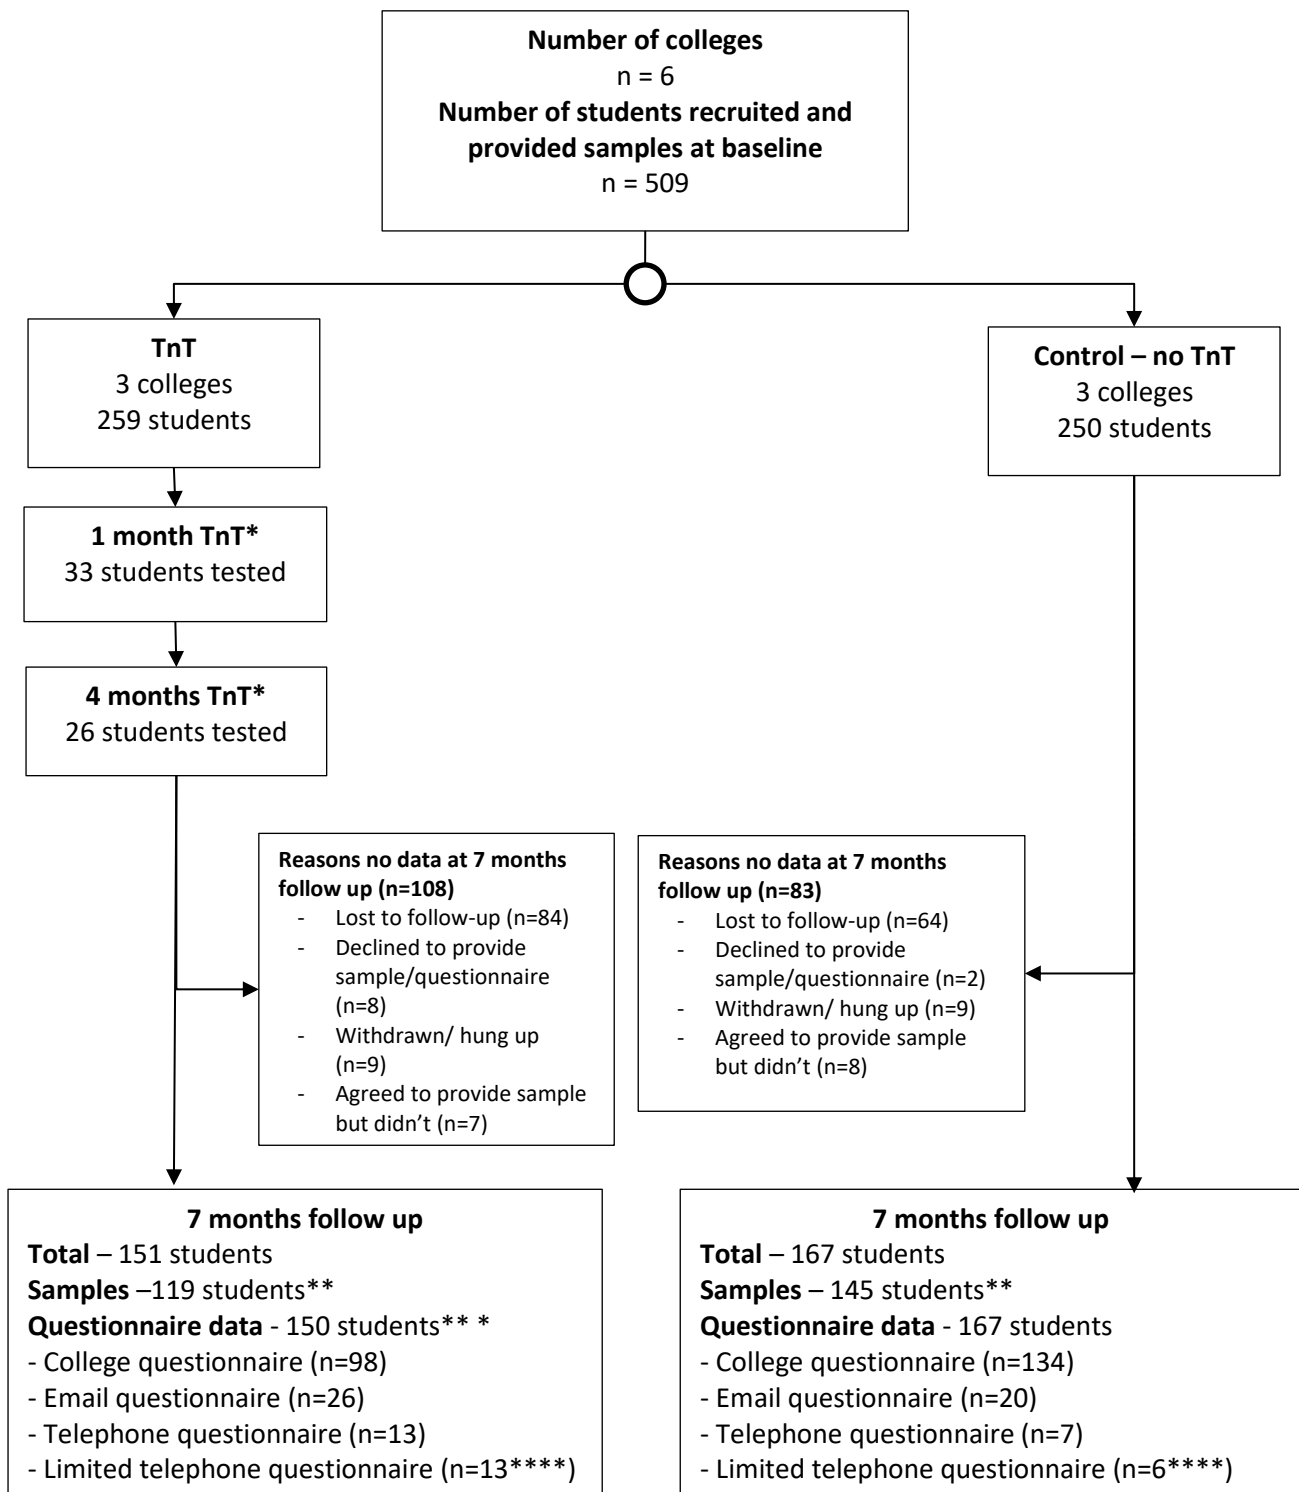 Number of colleges
n = 6
Number of students recruited and
provided samples at baseline
n = 509
TnT
3 colleges
259 students
Control – no TnT
3 colleges
250 students
1 month TnT*
33 students tested
4 months TnT*
26 students tested
Reasons no data at 7 months
follow up (n=108)
- Lost to follow-up (n=84)
- Declined to provide
sample/questionnaire
(n=8)
- Withdrawn/ hung up
(n=9)
- Agreed to provide sample
but didn’t (n=7)
Reasons no data at 7 months
follow up (n=83)
- Lost to follow-up (n=64)
- Declined to provide
sample/questionnaire (n=2)
- Withdrawn/ hung up (n=9)
- Agreed to provide sample
but didn’t (n=8)
7 months follow up
Total – 151 students
Samples –119 students**
Questionnaire data - 150 students** *
- College questionnaire (n=98)
- Email questionnaire (n=26)
- Telephone questionnaire (n=13)
- Limited telephone questionnaire (n=13****)
7 months follow up
Total – 167 students
Samples – 145 students**
Questionnaire data - 167 students
- College questionnaire (n=134)
- Email questionnaire (n=20)
- Telephone questionnaire (n=7)
- Limited telephone questionnaire (n=6****)